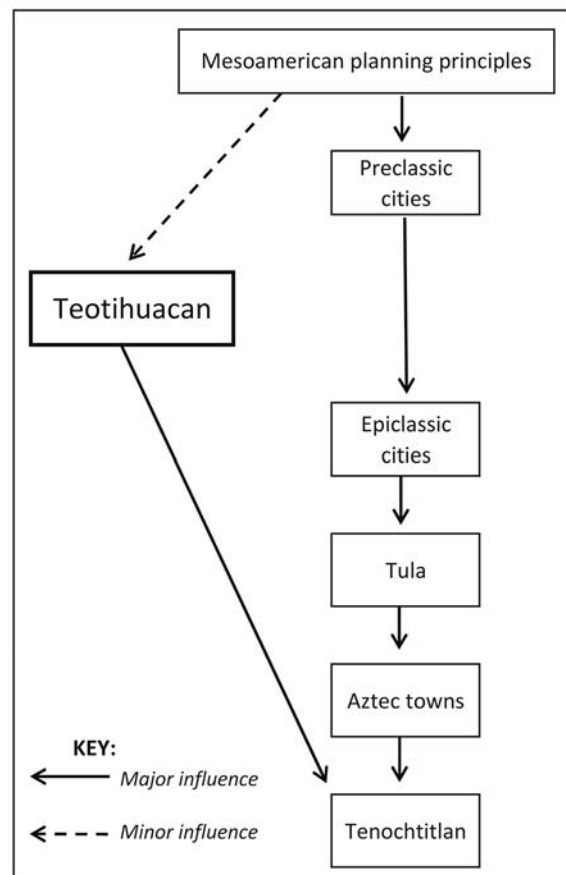 Mesoamerican planning principles
Preclassic
cities
Teotihuacan
Epiclassic
cities
Tula
Aztec towns
KEY:
Major influence
Minor influence
Tenochtitlan